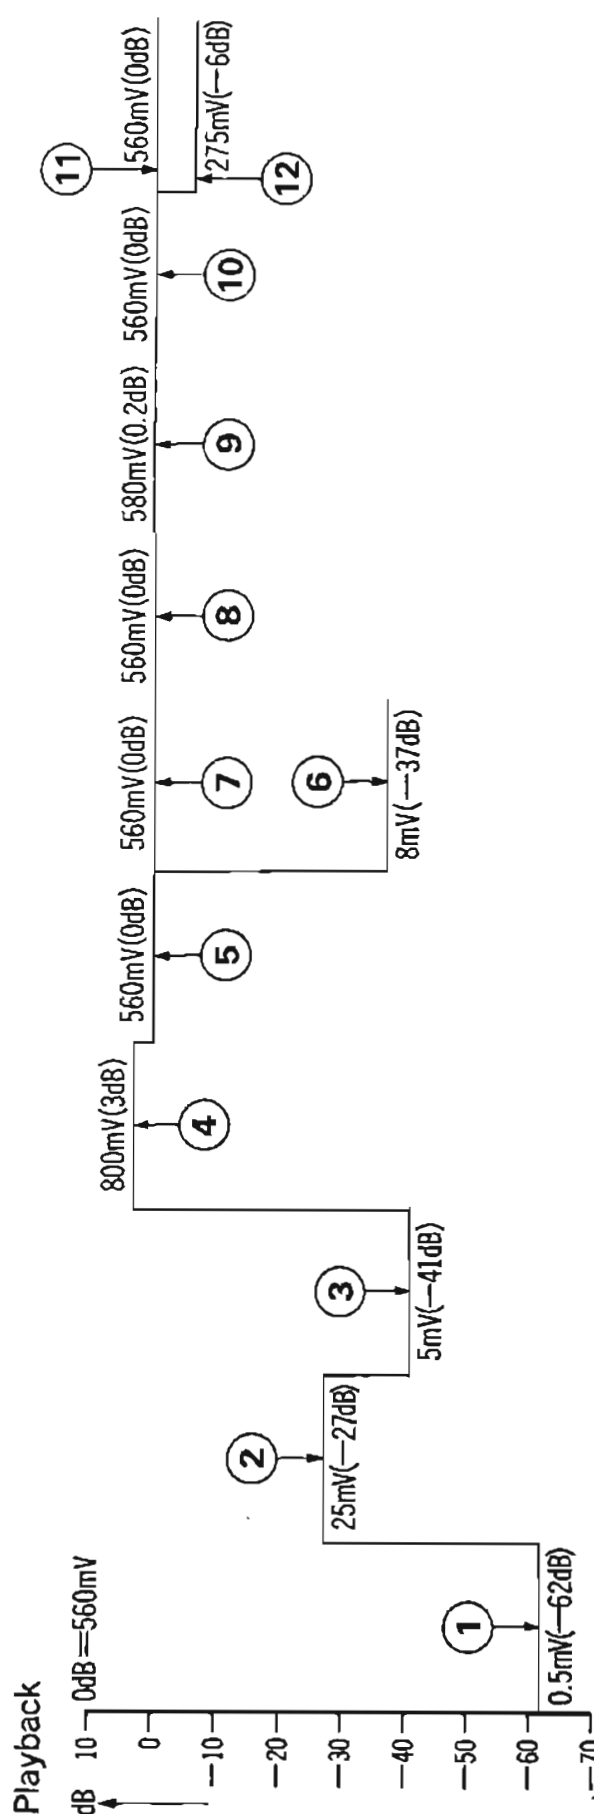 Playback
dB
0dB=560mV
10
0
-10
-20
-30
-40
-50
-60
-70
1
0.5mV(-62dB)
2
25mV(-27dB)
3
5mV(-41dB)
4
800mV(3dB)
5
560mV(0dB)
6
8mV(-37dB)
7
560mV(0dB)
8
560mV(0dB)
9
580mV(0.2dB)
10
560mV(0dB)
11
560mV(0dB)
12
275mV(-6dB)